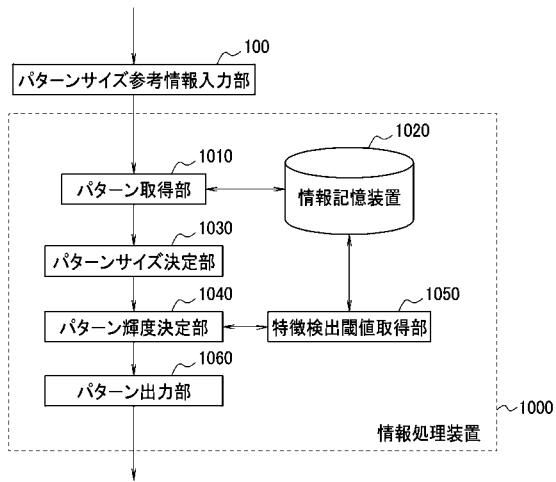 100
パターンサイズ参考情報入力部
1010
パターン取得部
1020
情報記憶装置
1030
パターンサイズ決定部
1040
パターン輝度決定部
1050
特徴検出閾値取得部
1060
パターン出力部
1000
情報処理装置